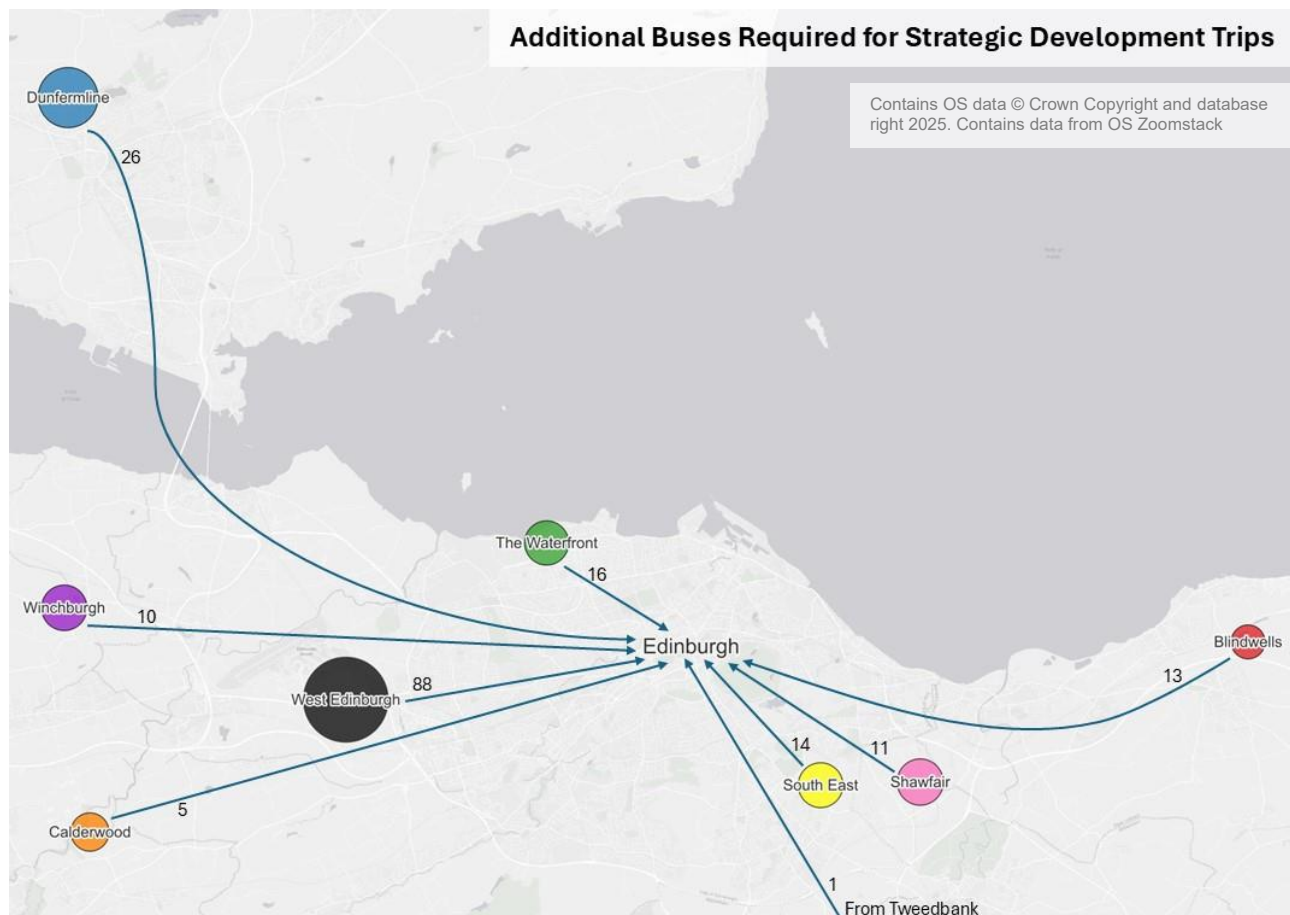 Additional Buses Required for Strategic Development Trips
Contains OS data © Crown Copyright and database
right 2025. Contains data from OS Zoomstack
Dunfermline
26
The Waterfront
16
Winchburgh
10
Edinburgh
Blindwells
13
West Edinburgh
88
14
11
South East
Shawfair
5
Calderwood
1
From Tweedbank